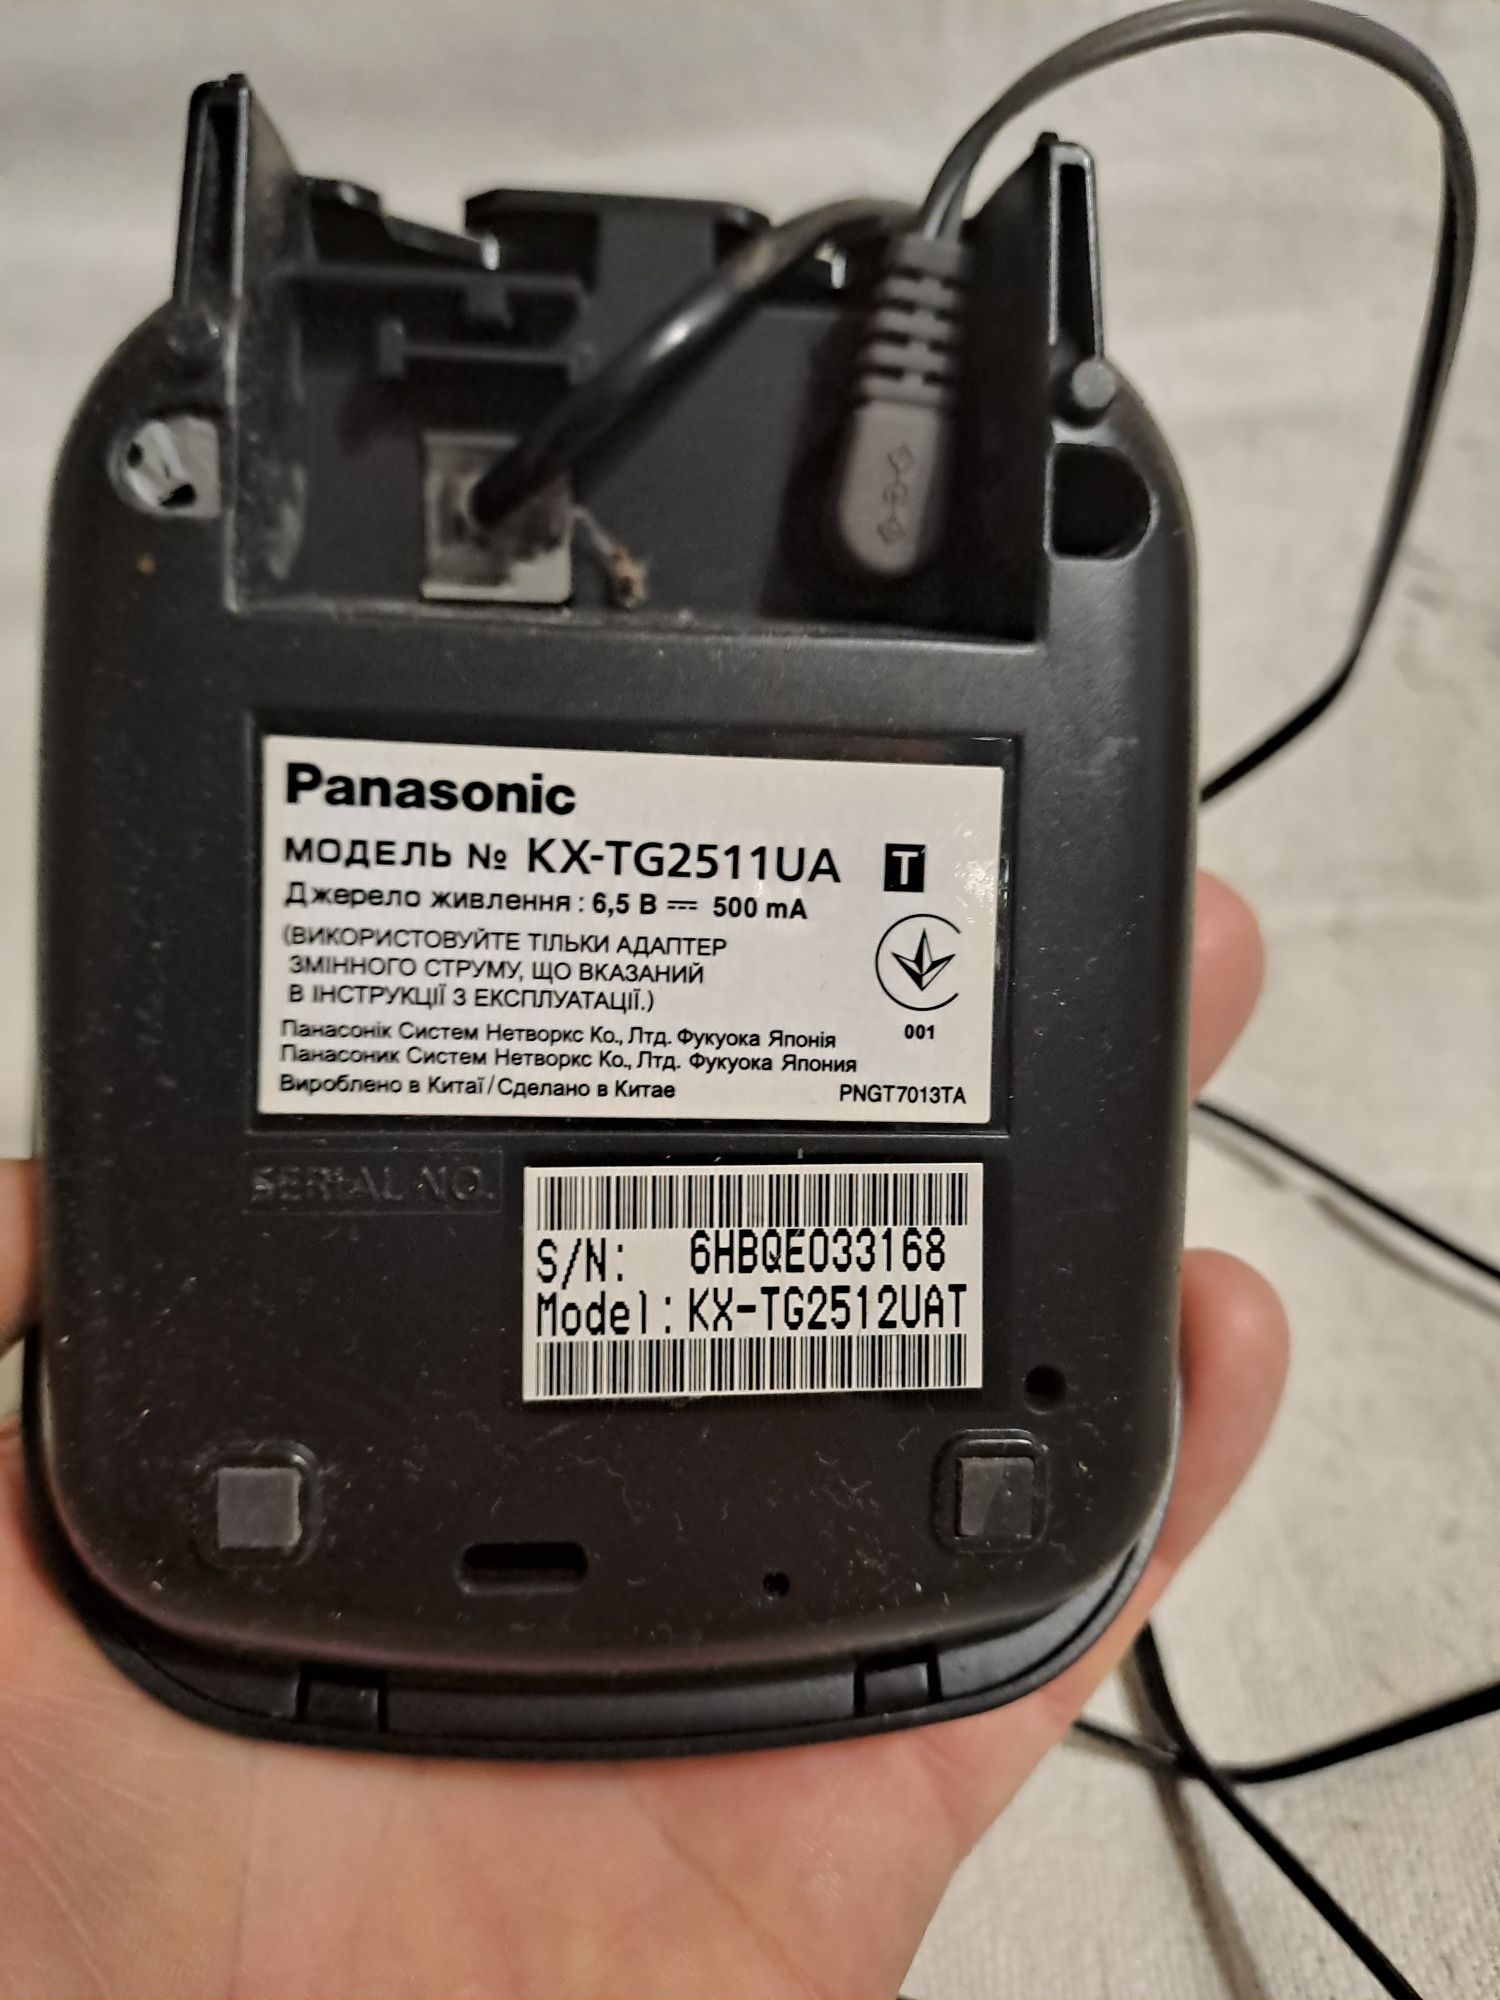 Panasonic
МОДЕЛЬ № KX-TG2511UA T
Джерело живлення : 6,5 В ⎓ 500 mA
(ВИКОРИСТОВУЙТЕ ТІЛЬКИ АДАПТЕР
ЗМІННОГО СТРУМУ, ЩО ВКАЗАНИЙ
В ІНСТРУКЦІЇ З ЕКСПЛУАТАЦІЇ.)
001
Панасонік Систем Нетворкс Ко., Лтд. Фукуока Японія
Панасоник Систем Нетворкс Ко., Лтд. Фукуока Япония
Вироблено в Китаї / Сделано в Китае PNGT7013TA
SERIAL NO.
S/N: 6HBQE033168
Model: KX-TG2512UAT